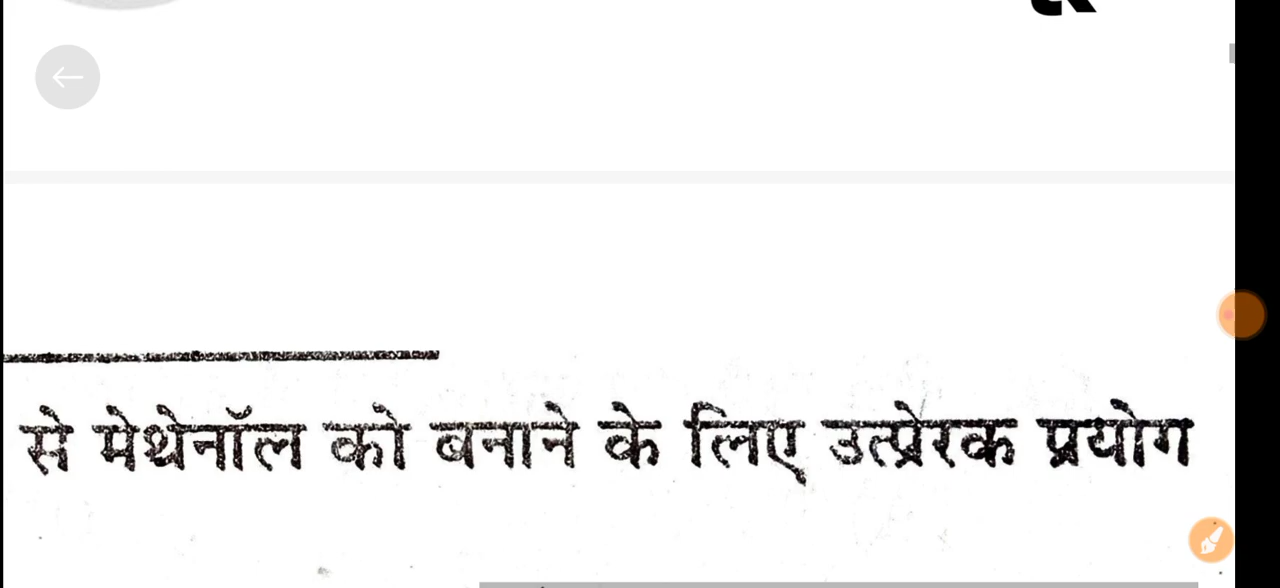 से मेथेनॉल को बनाने के लिए उत्प्रेरक प्रयोग